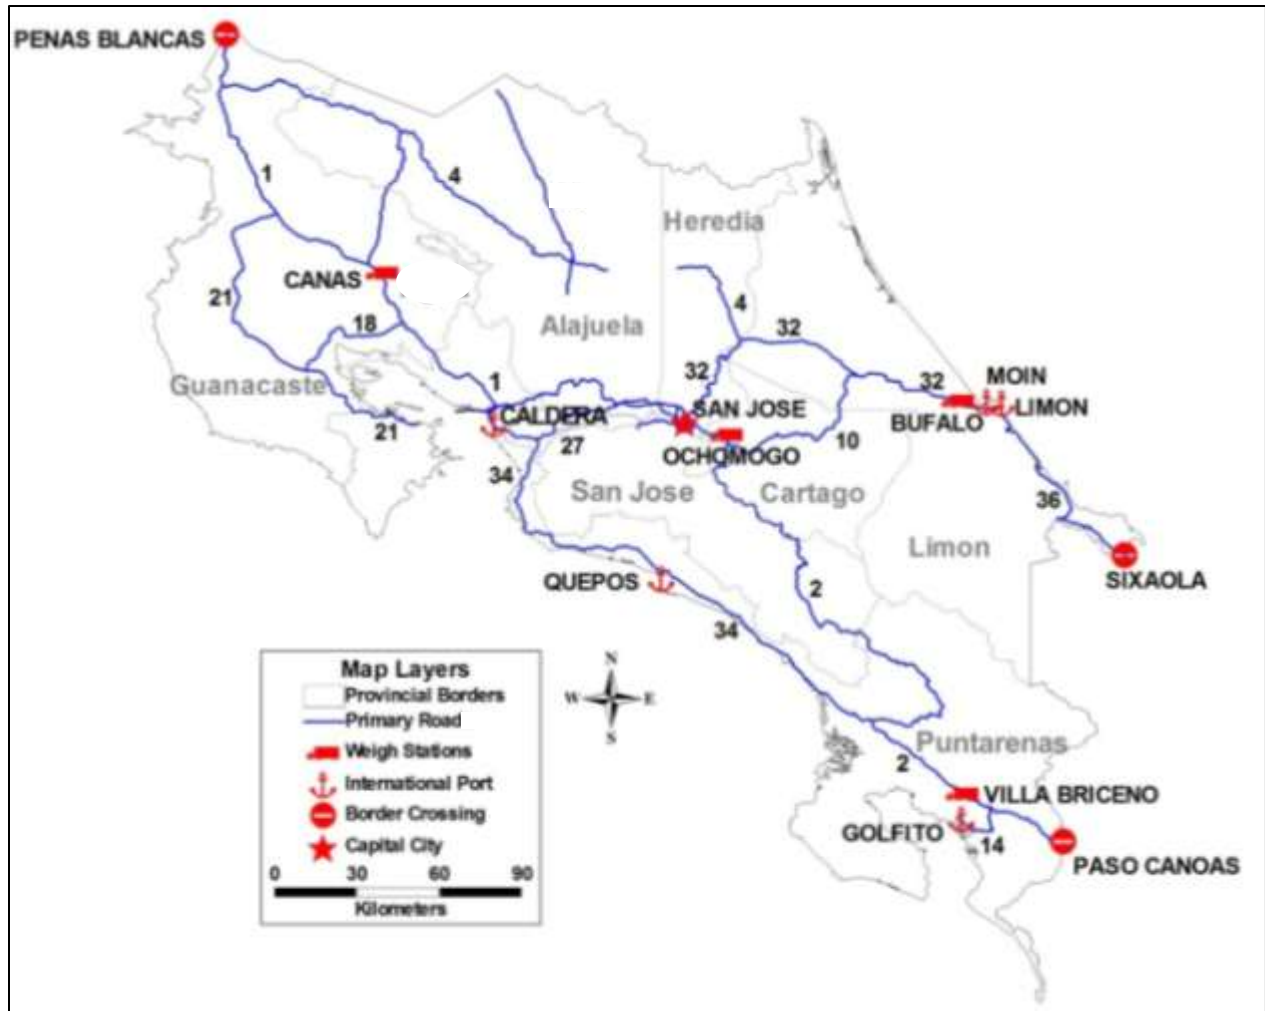 PENAS BLANCAS
1
4
Heredia
CANAS
21
18
4
32
Alajuela
Guanacaste
32
32
MOIN
1
LIMON
SAN JOSE
CALDERA
BUFALO
21
27
OCHOMOGO
10
34
San Jose
Cartago
36
Limon
QUEPOS
SIXAOLA
2
34
Map Layers
Provincial Borders
Primary Road
Weigh Stations
International Port
Border Crossing
Capital City
0 30 60 90
Kilometers
N
W E
S
Puntarenas
2
VILLA BRICENO
GOLFITO
14
PASO CANOAS